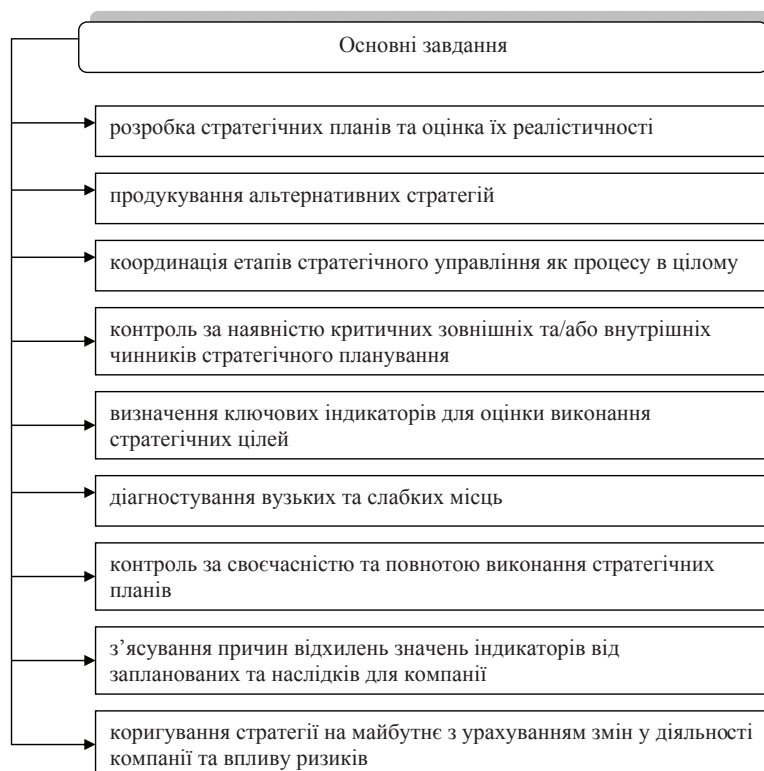 Основні завдання
розробка стратегічних планів та оцінка їх реалістичності
продукування альтернативних стратегій
координація етапів стратегічного управління як процесу в цілому
контроль за наявністю критичних зовнішніх та/або внутрішніх
чинників стратегічного планування
визначення ключових індикаторів для оцінки виконання
стратегічних цілей
діагностування вузьких та слабких місць
контроль за своєчасністю та повнотою виконання стратегічних
планів
з’ясування причин відхилень значень індикаторів від
запланованих та наслідків для компанії
коригування стратегії на майбутнє з урахуванням змін у діяльності
компанії та впливу ризиків